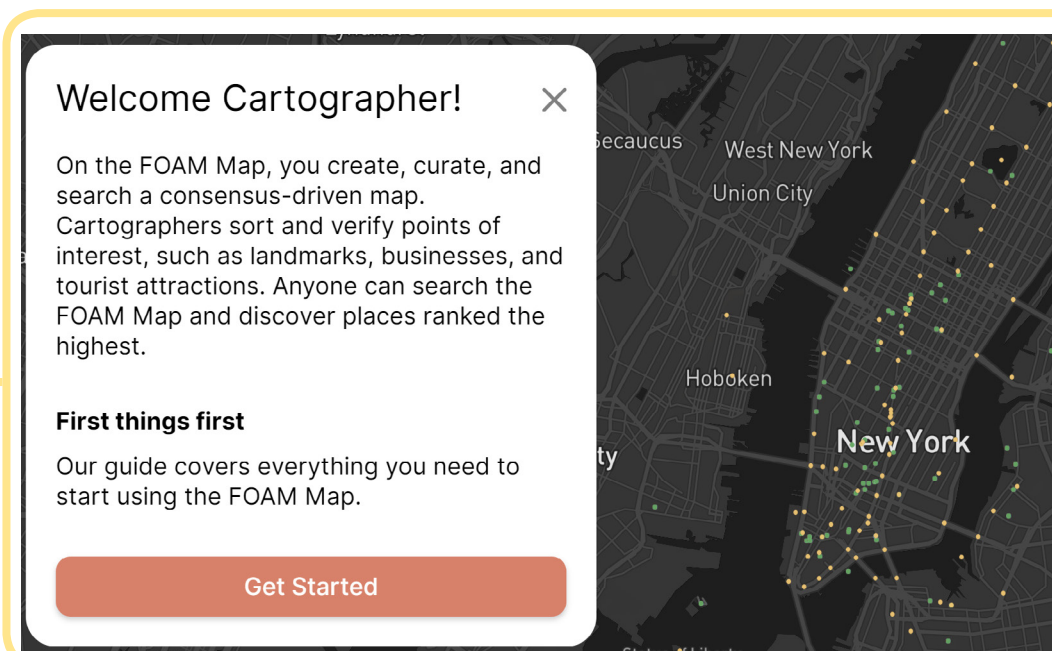 Welcome Cartographer!
On the FOAM Map, you create, curate, and
search a consensus-driven map.
Cartographers sort and verify points of
interest, such as landmarks, businesses, and
tourist attractions. Anyone can search the
FOAM Map and discover places ranked the
highest.
First things first
Our guide covers everything you need to
start using the FOAM Map.
Get Started
ecaucus
West New York
Union City
Hoboken
New York
ty